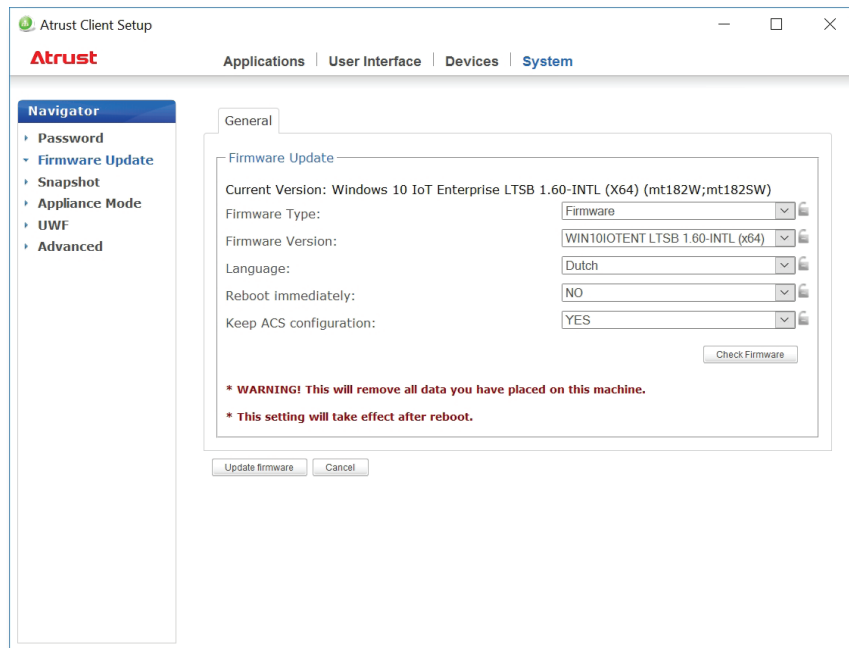 Atrust Client Setup
Atrust
Applications User Interface Devices System
Navigator
Password
Firmware Update
Snapshot
Appliance Mode
UWF
Advanced
General
Firmware Update
Current Version: Windows 10 IoT Enterprise LTSB 1.60-INTL (X64) (mt182W;mt182SW)
Firmware Type: Firmware
Firmware Version: WIN10IOTENT LTSB 1.60-INTL (x64)
Language: Dutch
Reboot immediately: NO
Keep ACS configuration: YES
Check Firmware
* WARNING! This will remove all data you have placed on this machine.
* This setting will take effect after reboot.
Update firmware Cancel